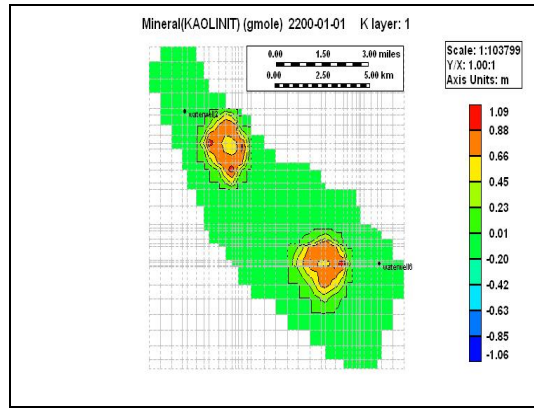 Mineral(KAOLINIT) (gmole) 2200-01-01 K layer: 1
0.00 1.50 3.00 miles
0.00 2.50 5.00 km
Scale: 1:103799
Y/X: 1.00:1
Axis Units: m
1.09
0.88
0.66
0.45
0.23
0.01
-0.20
-0.42
-0.63
-0.85
-1.06